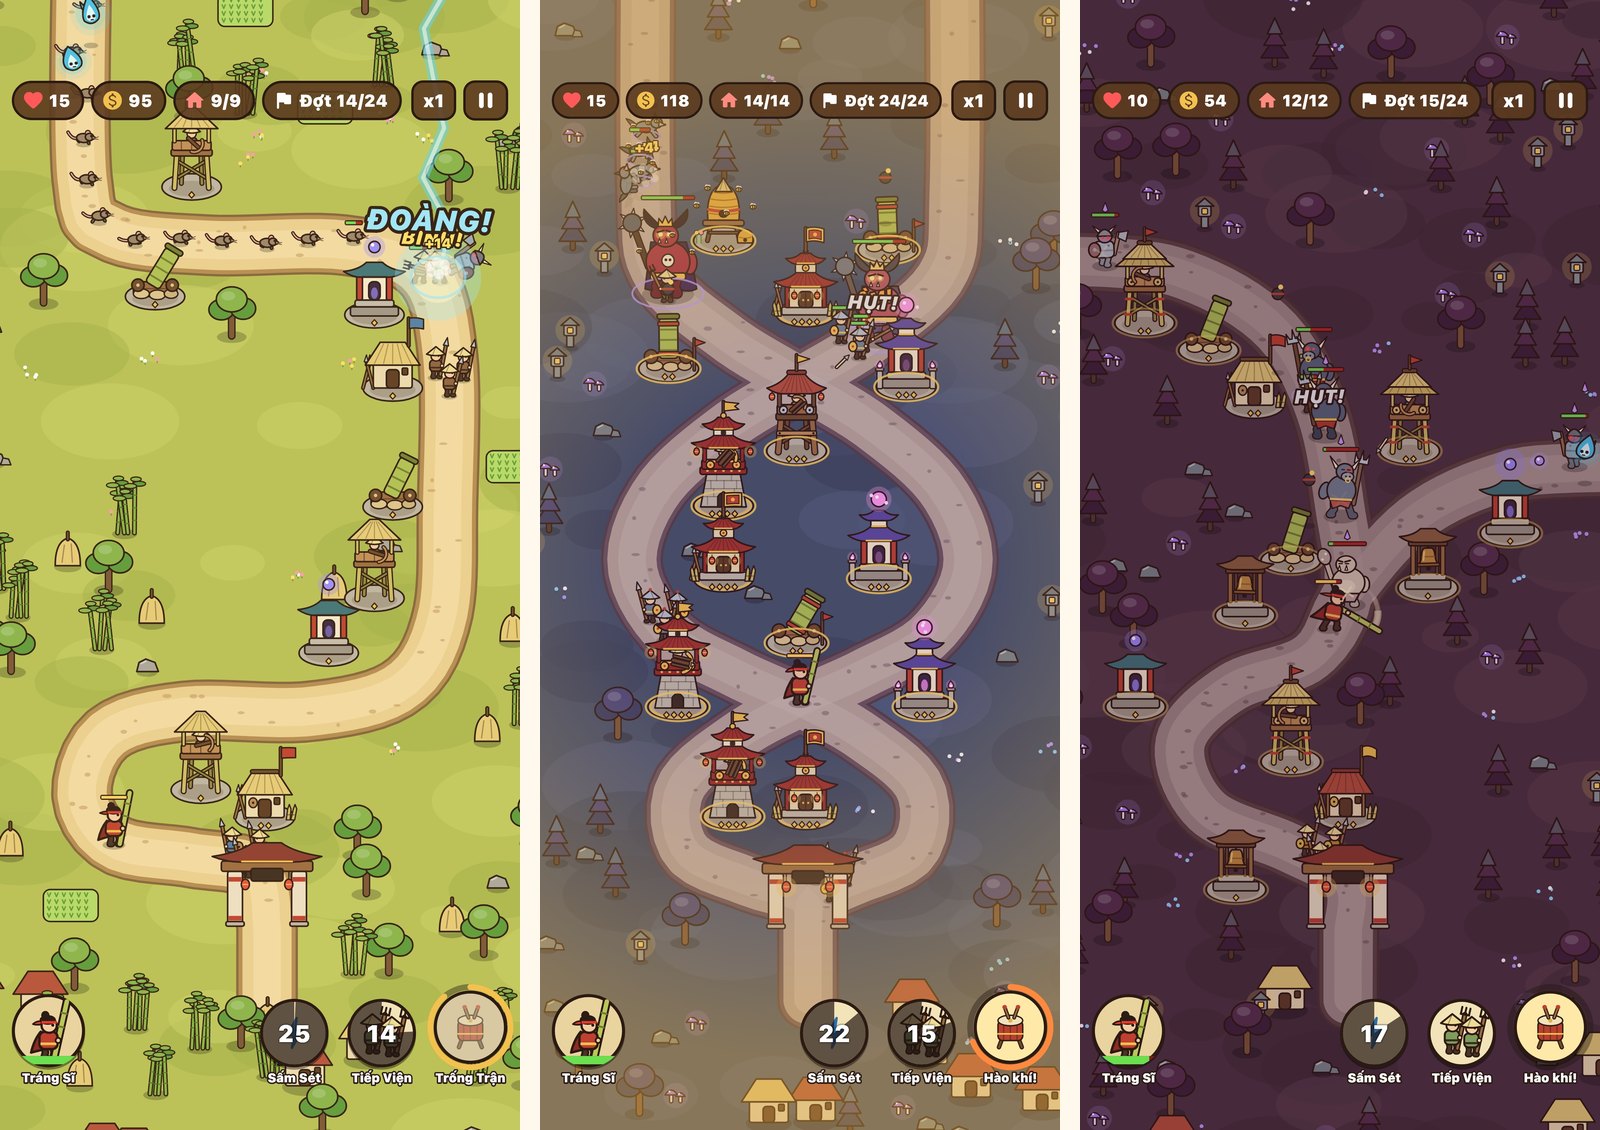 15
95
9/9
Đợt 14/24
x1
ĐOÀNG!
25
14
Tráng Sĩ
Sấm Sét
Tiếp Viện
Trống Trận
15
118
14/14
Đợt 24/24
x1
HỤT!
22
15
Tráng Sĩ
Sấm Sét
Tiếp Viện
Hào khí!
10
54
12/12
Đợt 15/24
x1
HỤT!
17
Tráng Sĩ
Sấm Sét
Tiếp Viện
Hào khí!